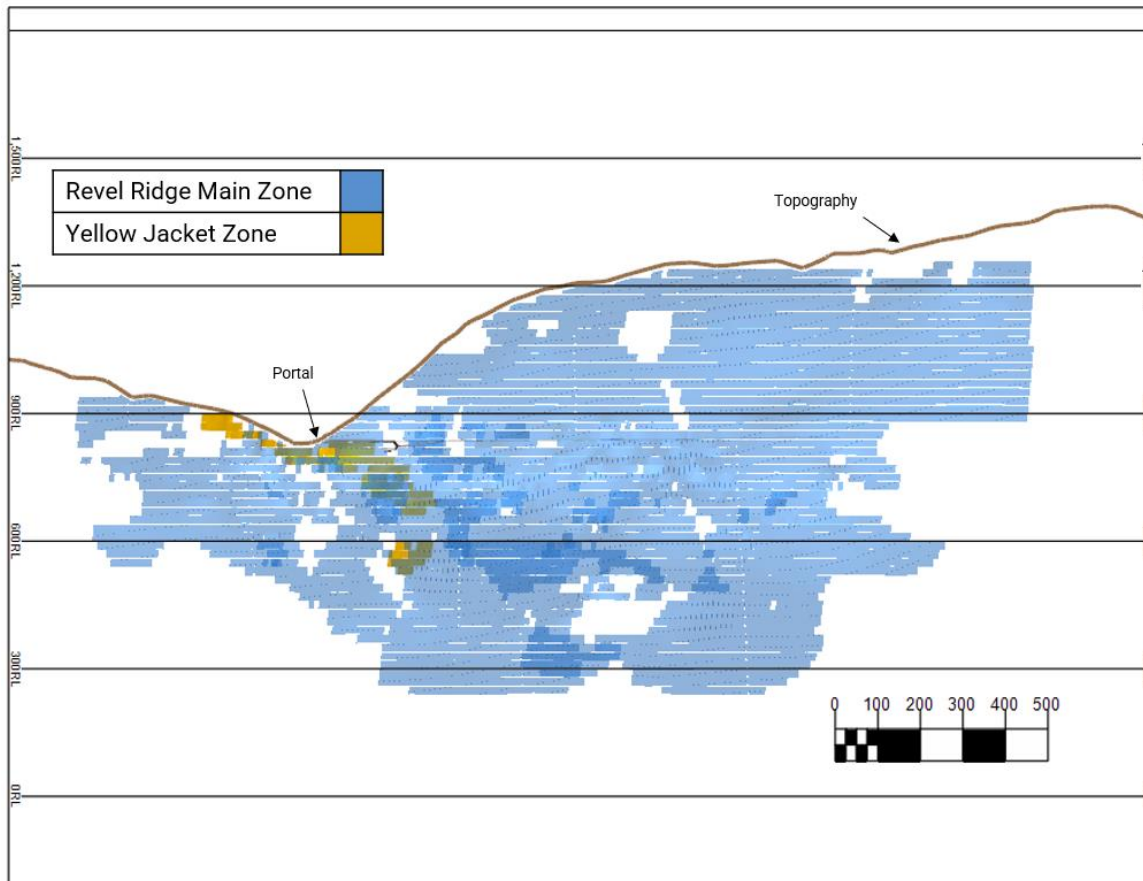 1,500RL
Revel Ridge Main Zone
Yellow Jacket Zone
Topography
1,200RL
Portal
900RL
600RL
300RL
0 100 200 300 400 500
0RL